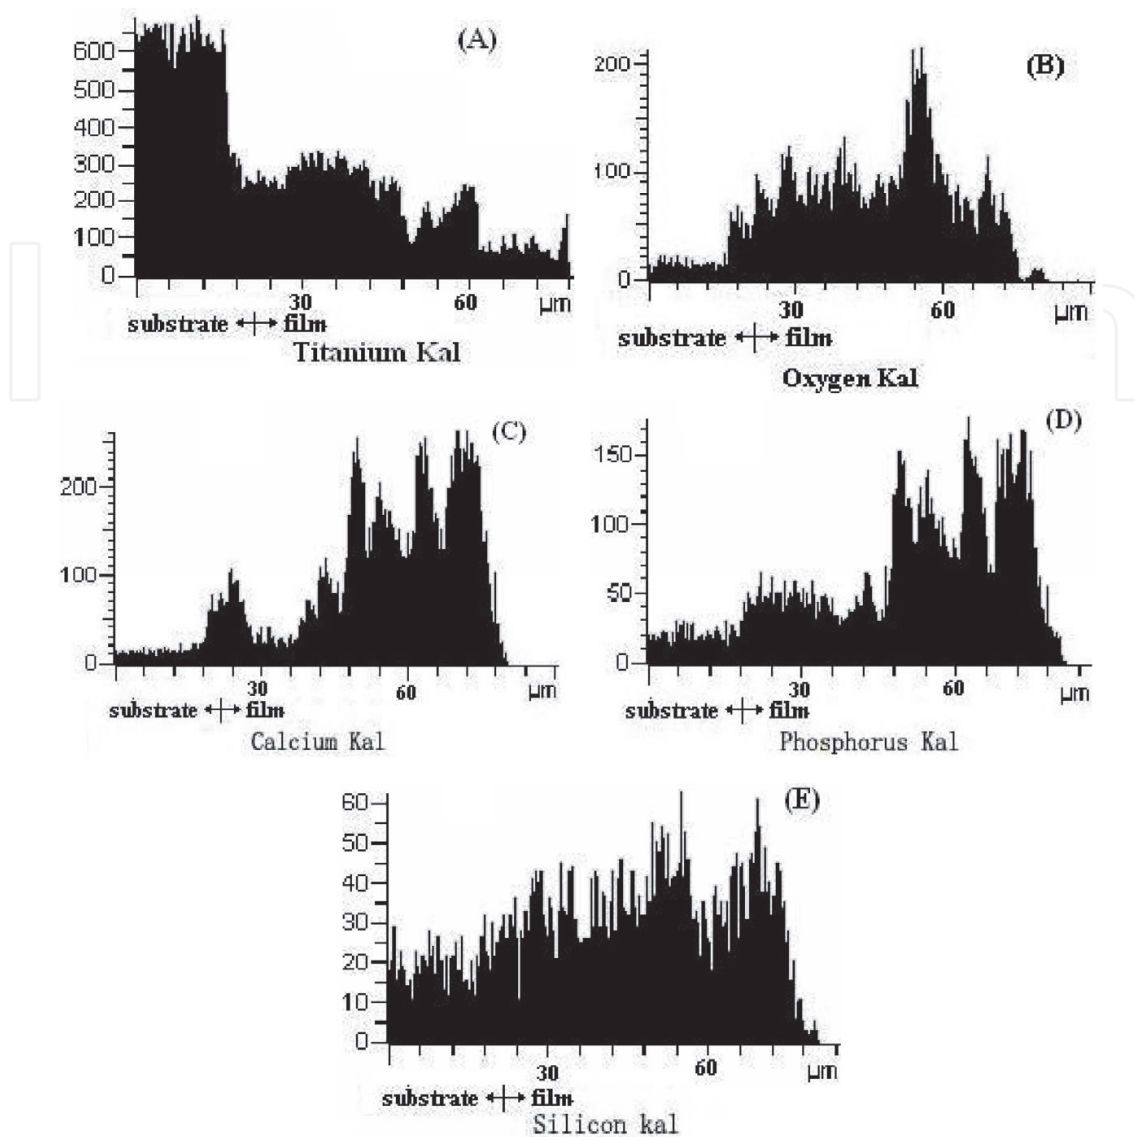 (A)
600
500
400
300
200
100
0
30 60 µm
substrate film
Titanium Kal
(B)
200
100
0
30 60 µm
substrate film
Oxygen Kal
(C)
200
100
0
30 60 µm
substrate film
Calcium Kal
(D)
150
100
50
0
30 60 µm
substrate film
Phosphorus Kal
(E)
60
50
40
30
20
10
0
30 60 µm
substrate film
Silicon kal